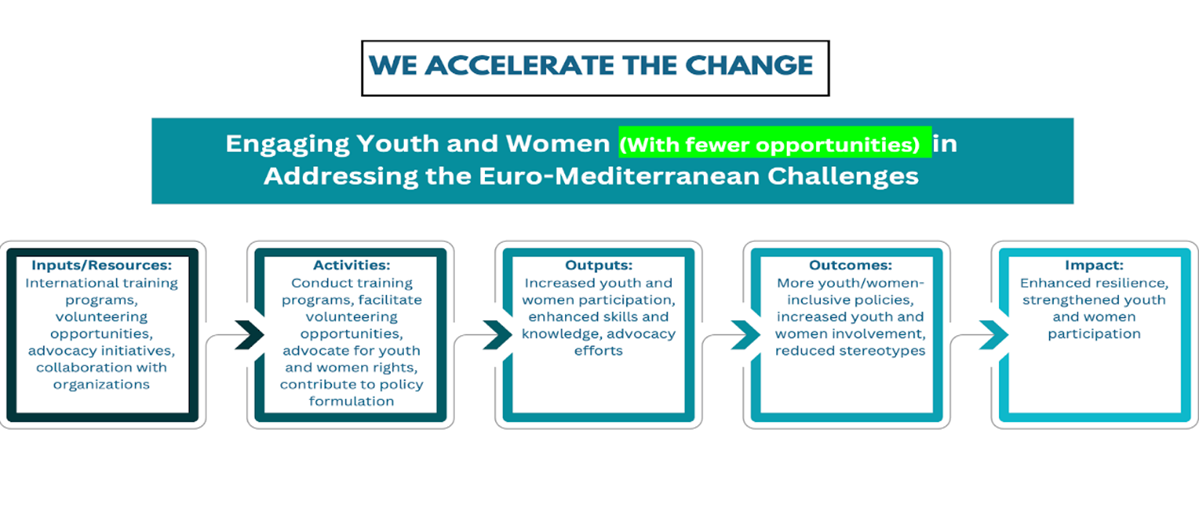 WE ACCELERATE THE CHANGE
Engaging Youth and Women (With fewer opportunities) in
Addressing the Euro-Mediterranean Challenges
Inputs/Resources:
International training
programs,
volunteering
opportunities,
advocacy initiatives,
collaboration with
organizations
Activities:
Conduct training
programs, facilitate
volunteering
opportunities,
advocate for youth
and women rights,
contribute to policy
formulation
Outputs:
Increased youth and
women participation,
enhanced skills and
knowledge, advocacy
efforts
Outcomes:
More youth/women-
inclusive policies,
increased youth and
women involvement,
reduced stereotypes
Impact:
Enhanced resilience,
strengthened youth
and women
participation